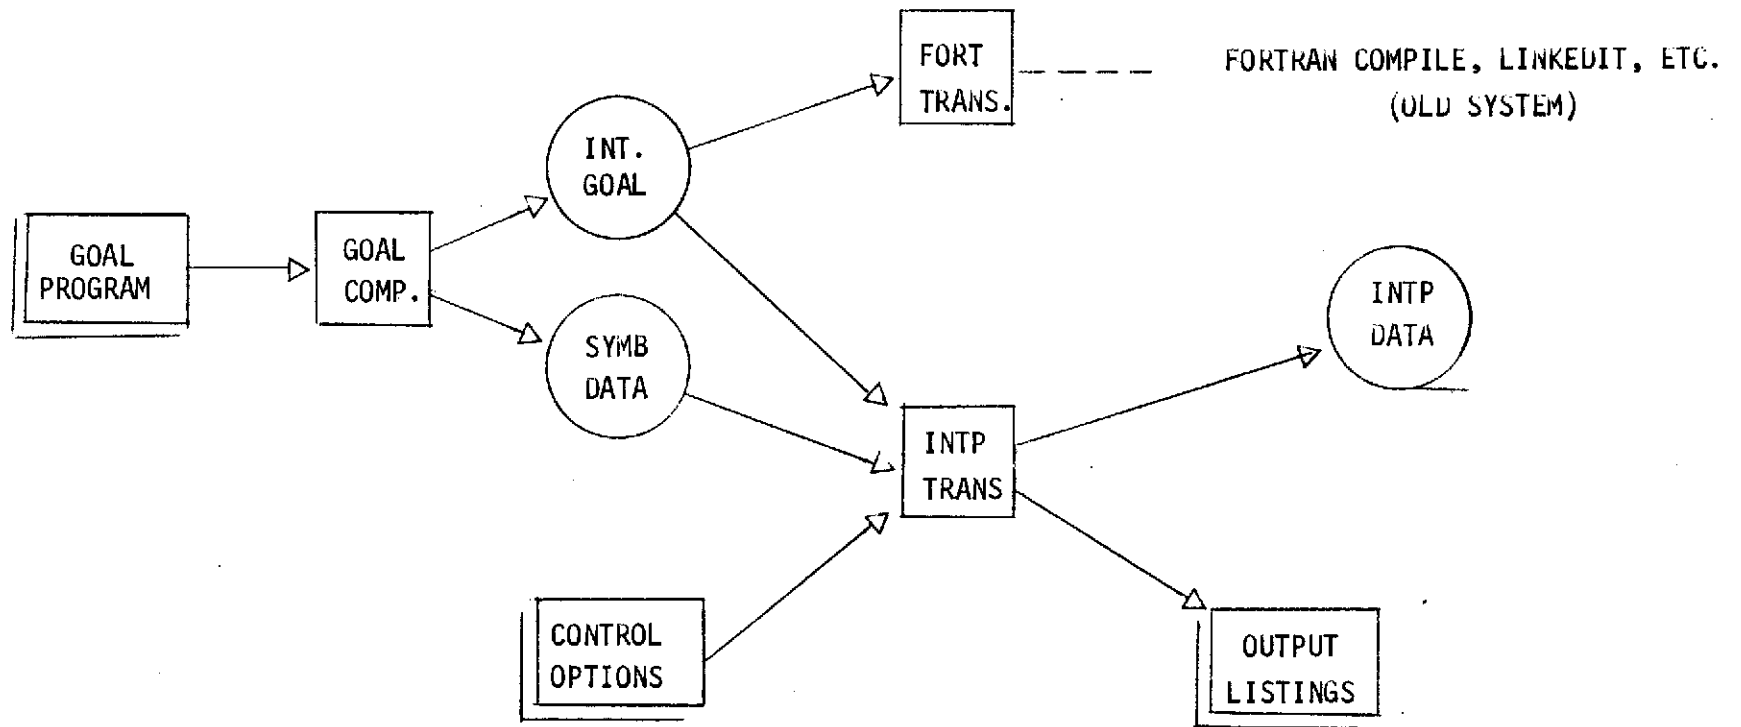 FORT
TRANS.
FORTRAN COMPILE, LINKEDIT, ETC.
(OLD SYSTEM)
INT.
GOAL
GOAL
PROGRAM
GOAL
COMP.
SYMB
DATA
INTP
DATA
INTP
TRANS
CONTROL
OPTIONS
OUTPUT
LISTINGS